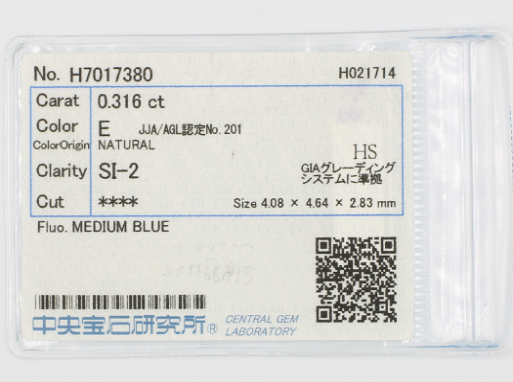 No. H7017380 H021714
Carat 0.316 ct
Color E JJA/AGL認定No. 201
ColorOrigin NATURAL
HS
Clarity SI-2 GIAグレーディング
システムに準拠
Cut **** Size 4.08 × 4.64 × 2.83 mm
Fluo. MEDIUM BLUE
中央宝石研究所® CENTRAL GEM
LABORATORY